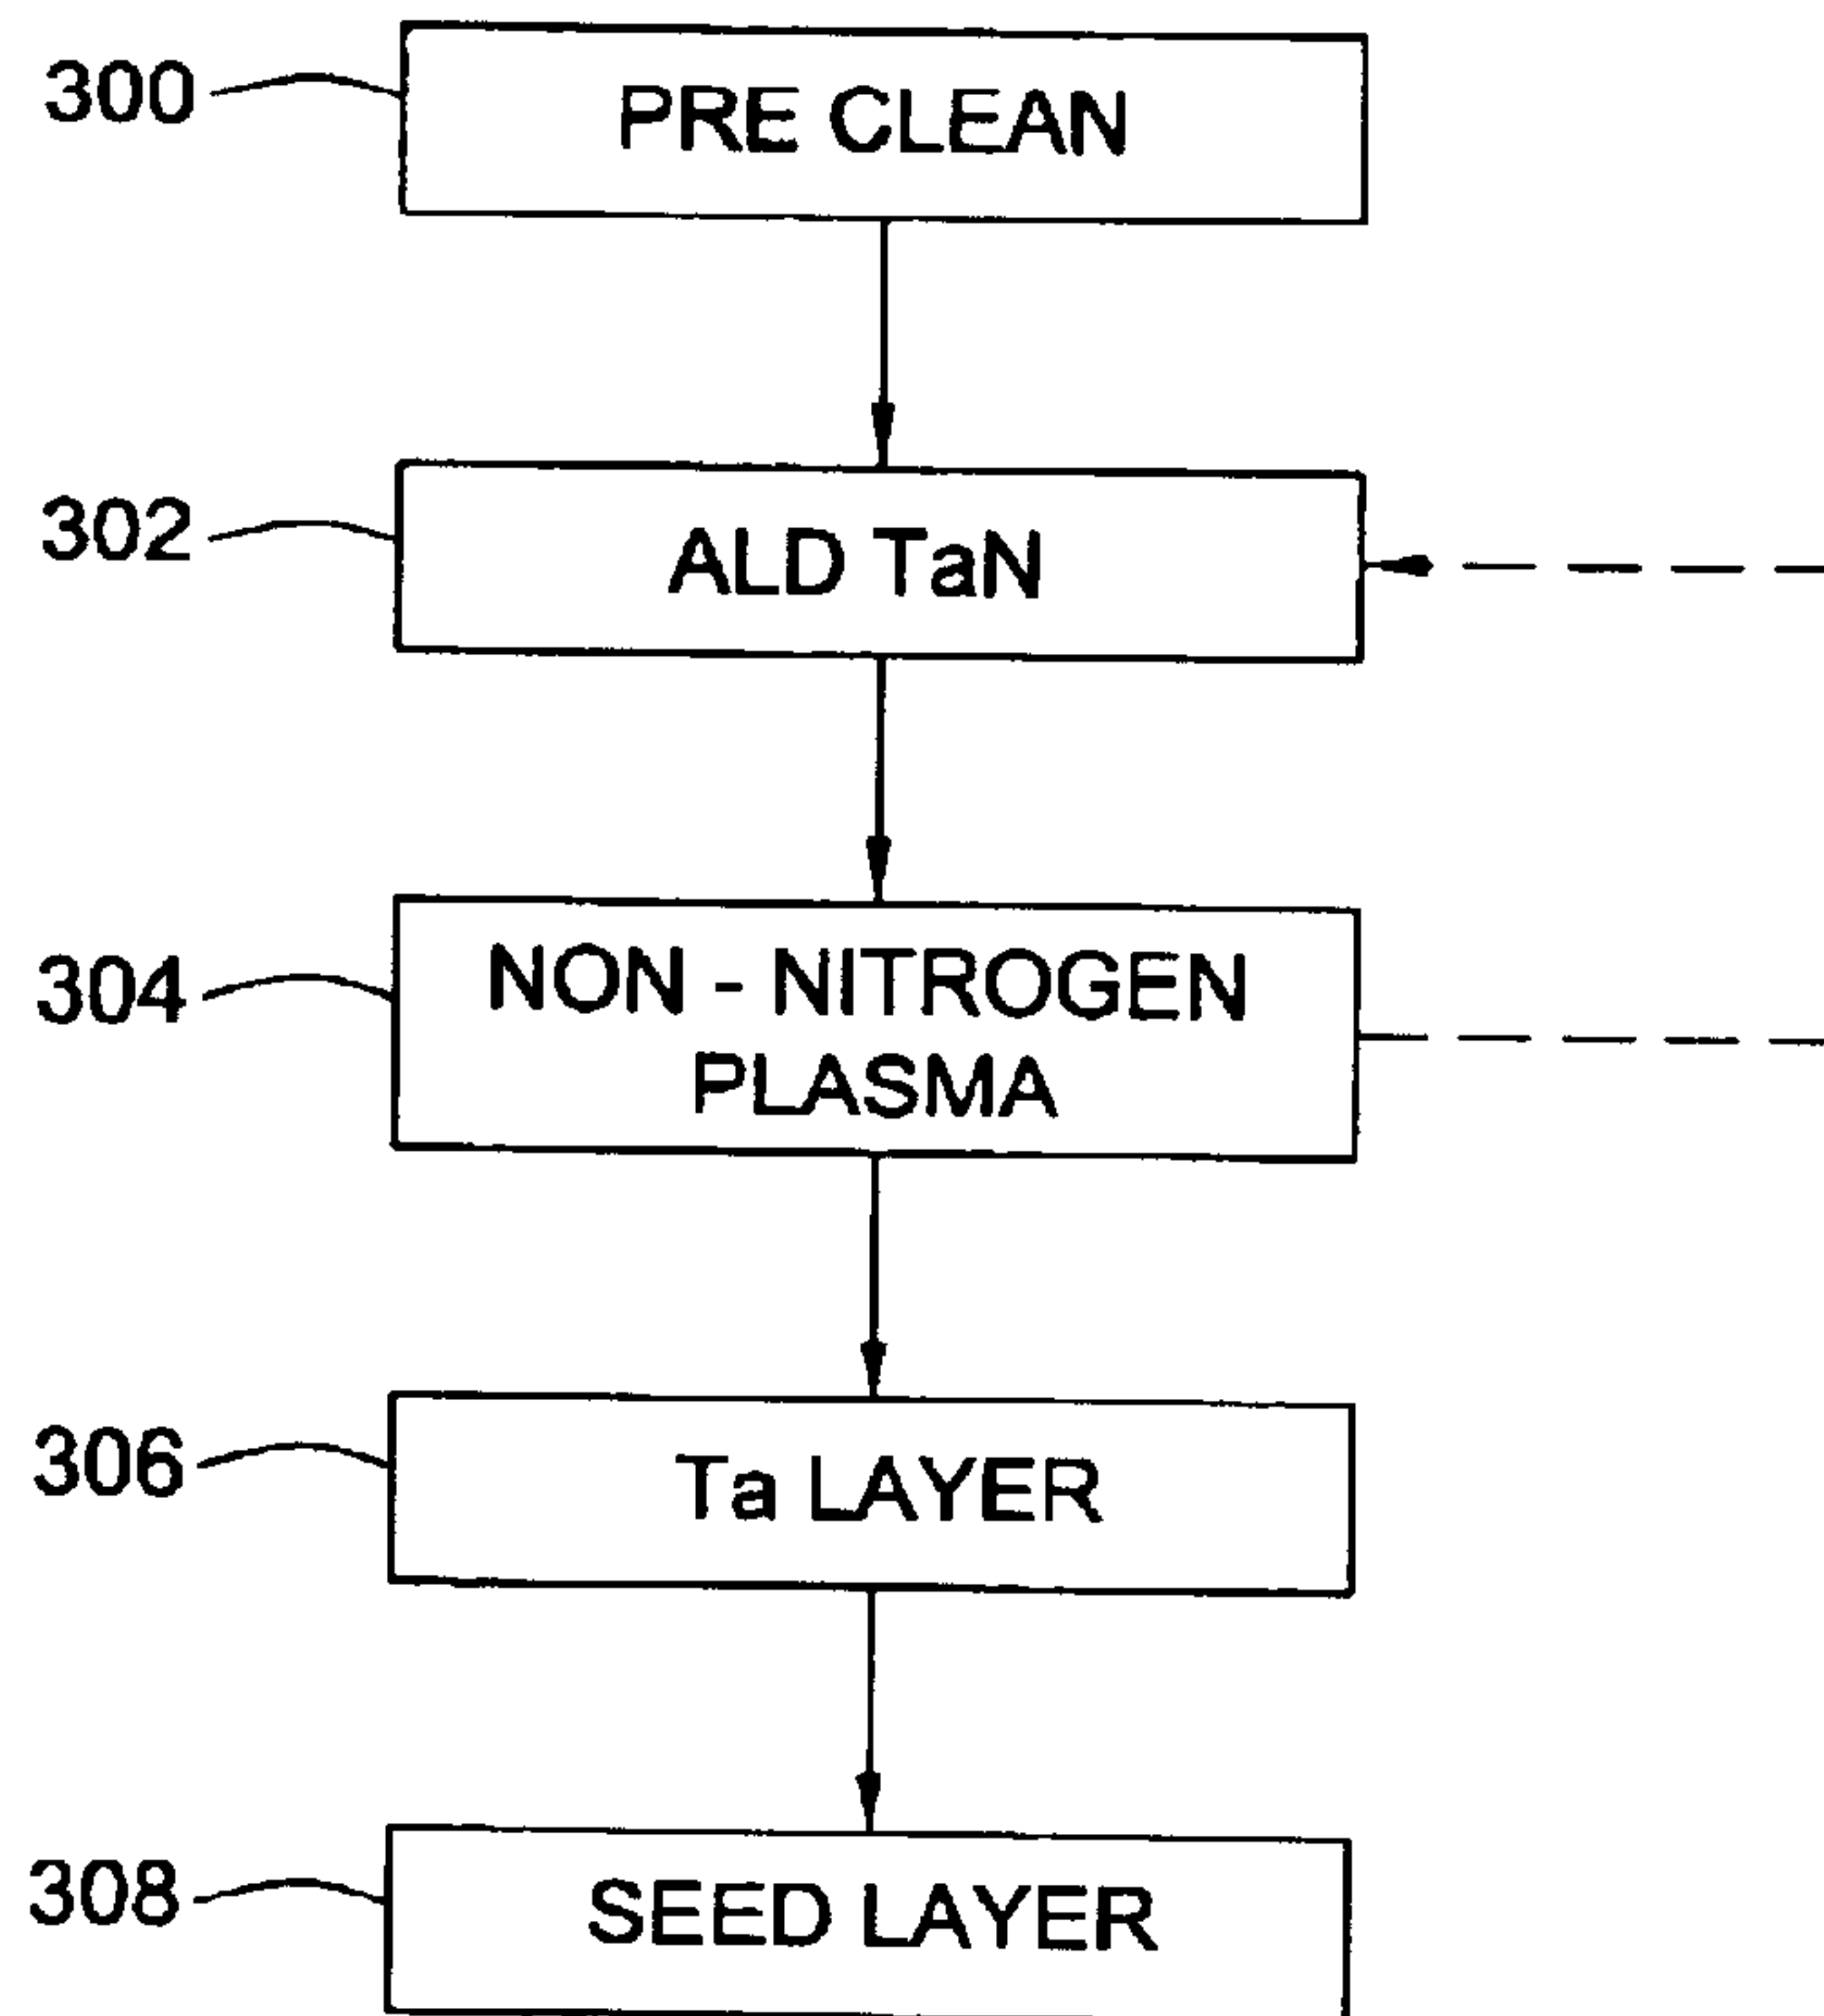 300
PRE CLEAN
302
ALD TaN
304
NON - NITROGEN
PLASMA
306
Ta LAYER
308
SEED LAYER